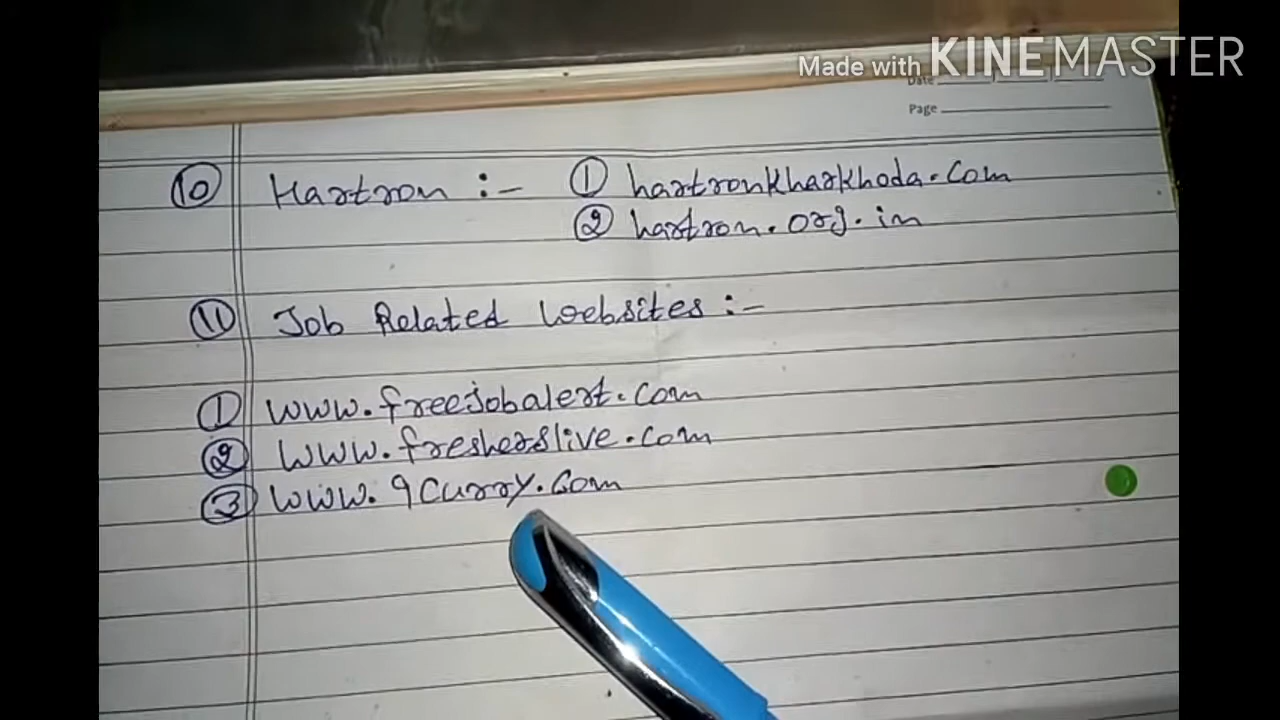 Made with KINEMASTER
Date
Page
10 Hartron :- 1 hartronkharkhoda.com
2 hartron.org.in
11 Job Related Websites :-
1 www.freejobalert.com
2 www.fresherslive.com
3 www.9curry.com